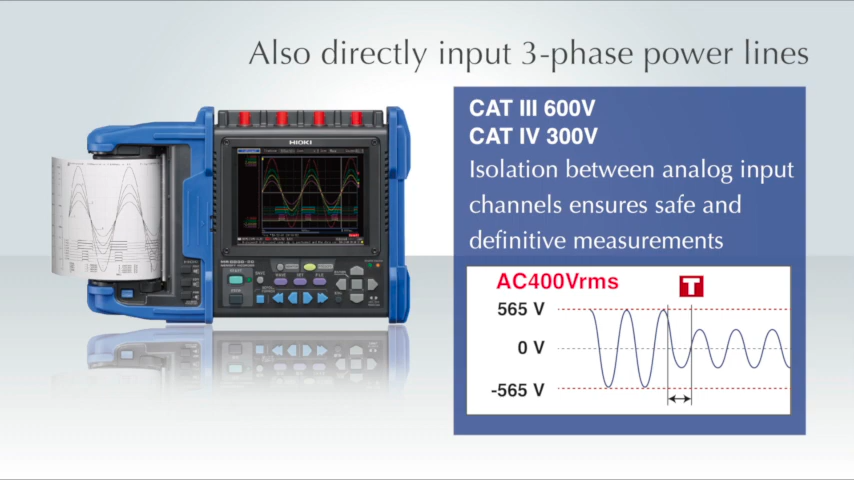 Also directly input 3-phase power lines
HIOKI
CAT III 600V
CAT IV 300V
Isolation between analog input
channels ensures safe and
definitive measurements
AC400Vrms
T
565 V
0 V
-565 V